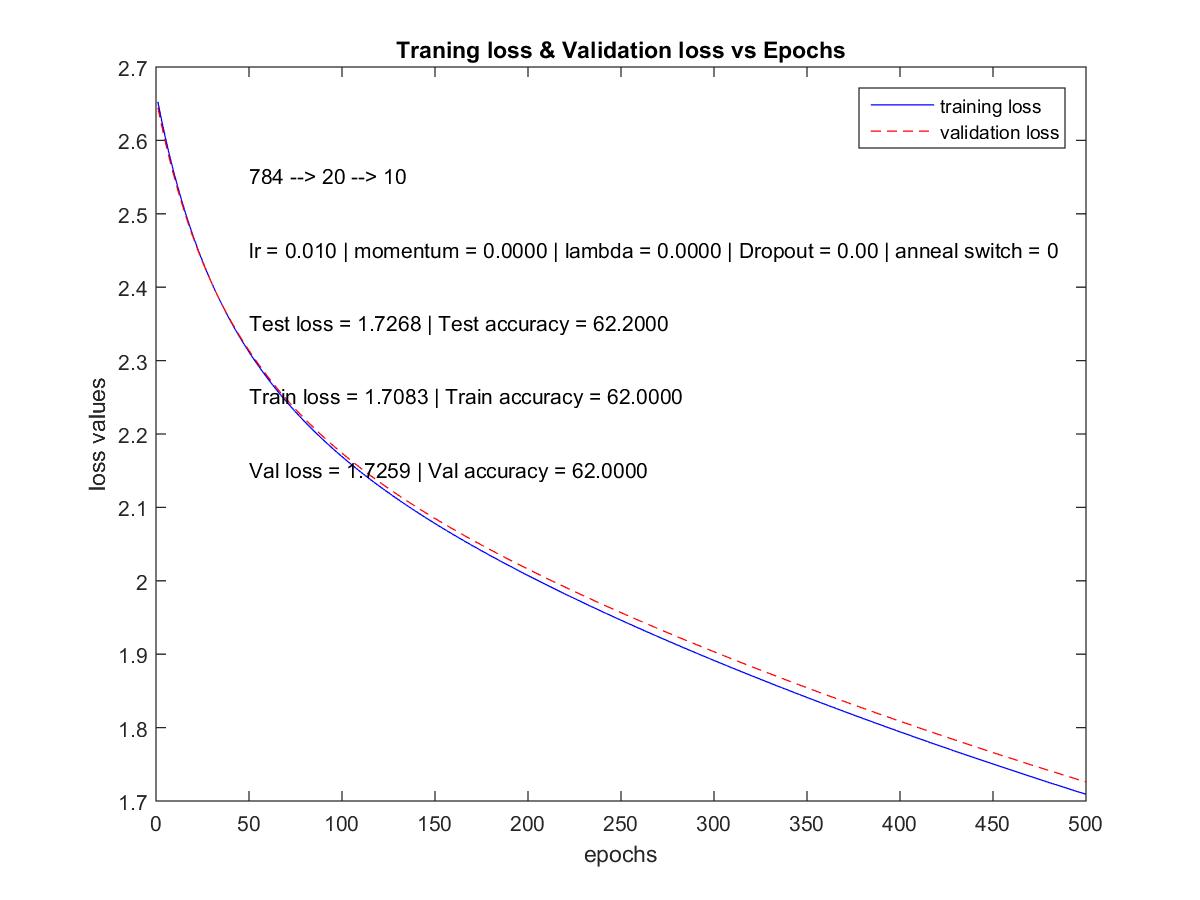 Traning loss & Validation loss vs Epochs
2.7
training loss
validation loss
2.6
784 --> 20 --> 10
2.5
lr = 0.010 | momentum = 0.0000 | lambda = 0.0000 | Dropout = 0.00 | anneal switch = 0
2.4
Test loss = 1.7268 | Test accuracy = 62.2000
2.3
Train loss = 1.7083 | Train accuracy = 62.0000
loss values
2.2
Val loss = 1.7259 | Val accuracy = 62.0000
2.1
2
1.9
1.8
1.7
0 50 100 150 200 250 300 350 400 450 500
epochs